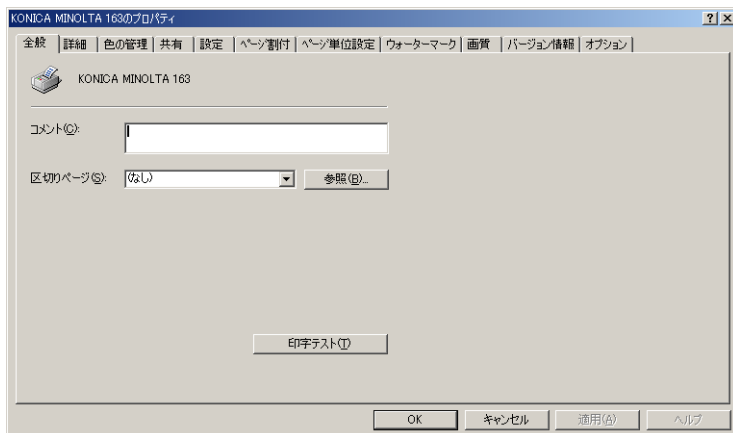 KONICA MINOLTA 163のプロパティ
全般 詳細 色の管理 共有 設定 ページ割付 ページ単位設定 ウォーターマーク 画質 バージョン情報 オプション
KONICA MINOLTA 163
コメント(C):
区切りページ(S): (なし) 参照(B)...
印字テスト(T)
OK キャンセル 適用(A) ヘルプ